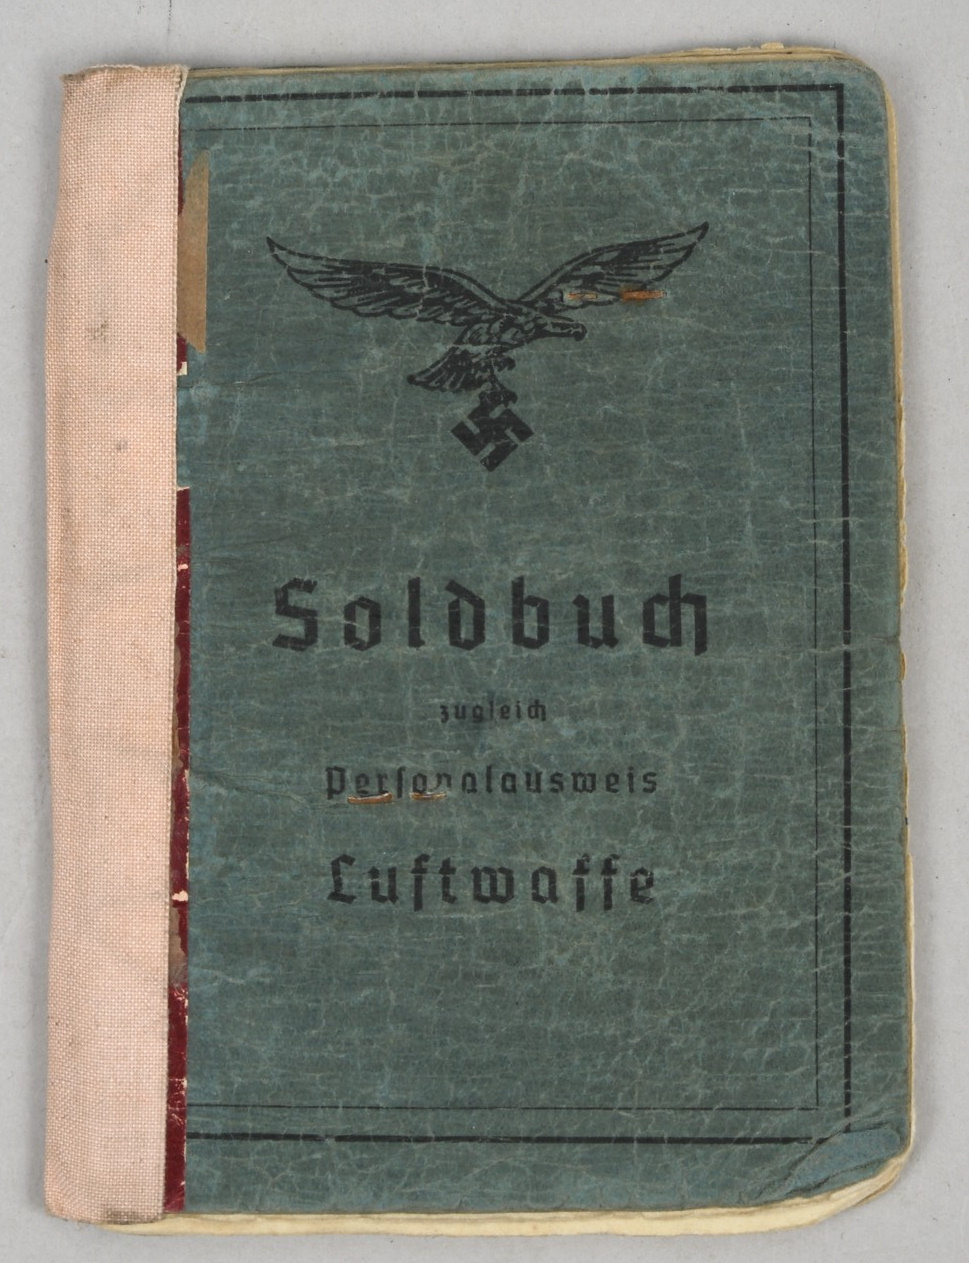 Soldbuch
zugleich
Personalausweis
Luftwaffe